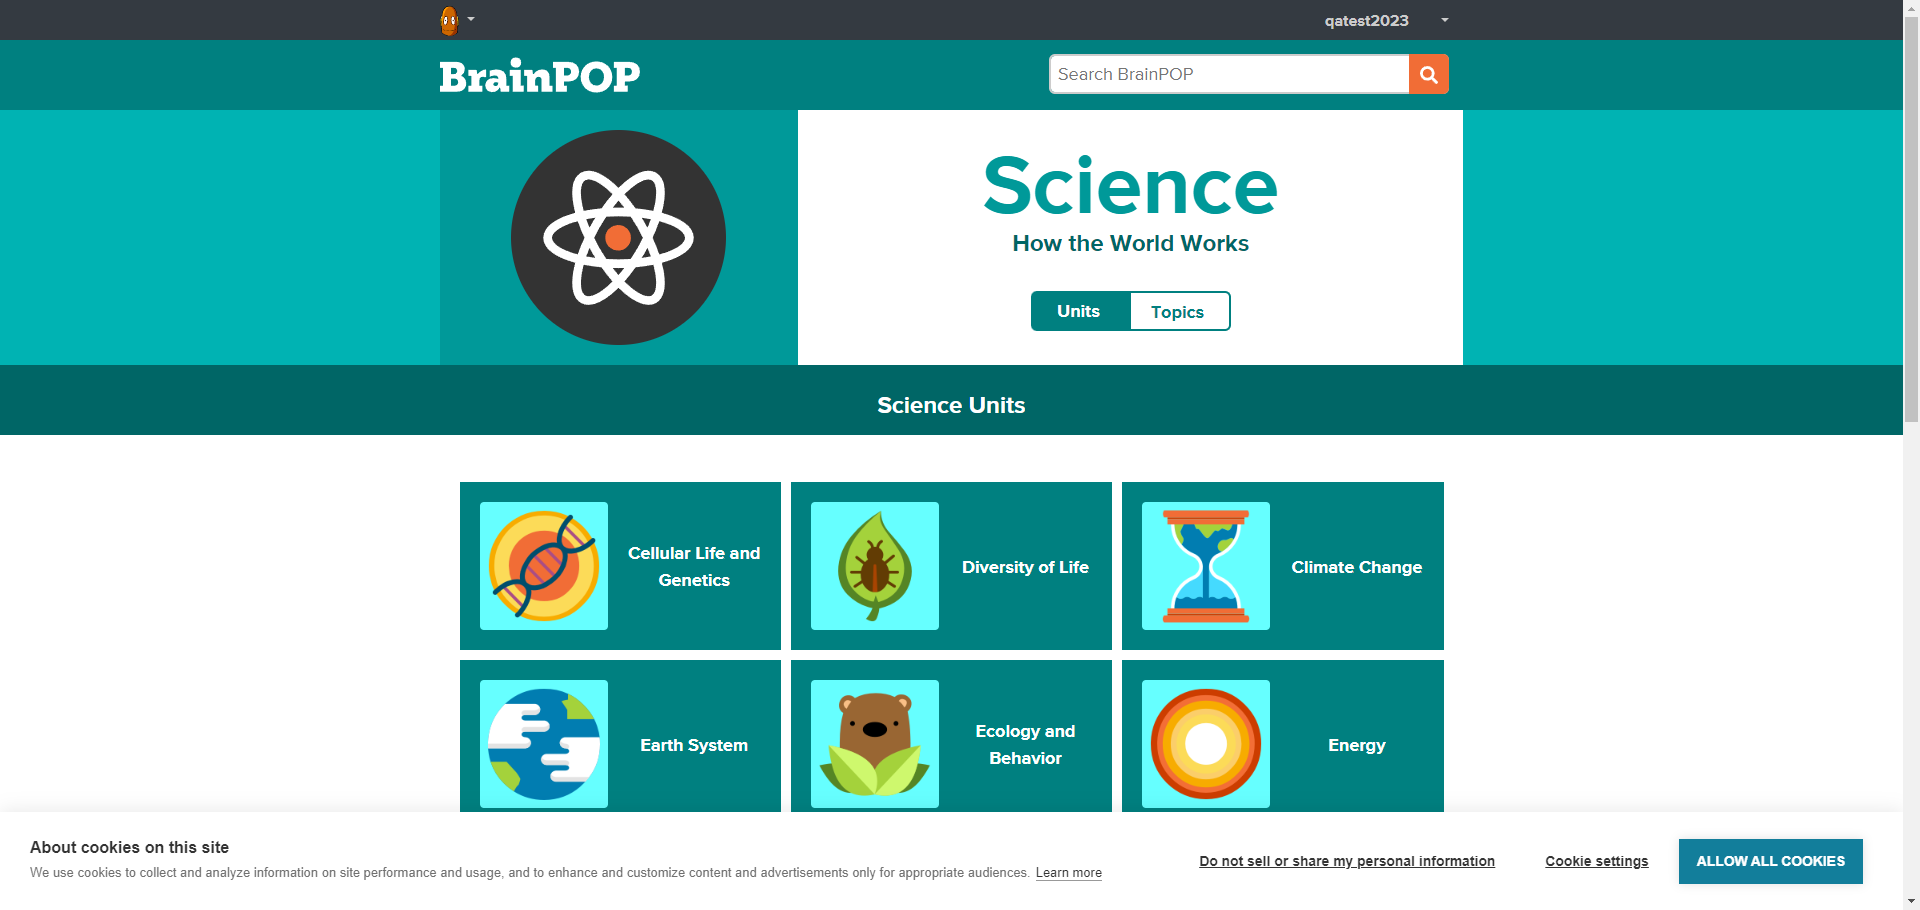 qatest2023
BrainPOP
Search BrainPOP
Science
How the World Works
Units
Topics
Science Units
Cellular Life and
Genetics
Diversity of Life
Climate Change
Earth System
Ecology and
Behavior
Energy
About cookies on this site
We use cookies to collect and analyze information on site performance and usage, and to enhance and customize content and advertisements only for appropriate audiences. Learn more
Do not sell or share my personal information
Cookie settings
ALLOW ALL COOKIES